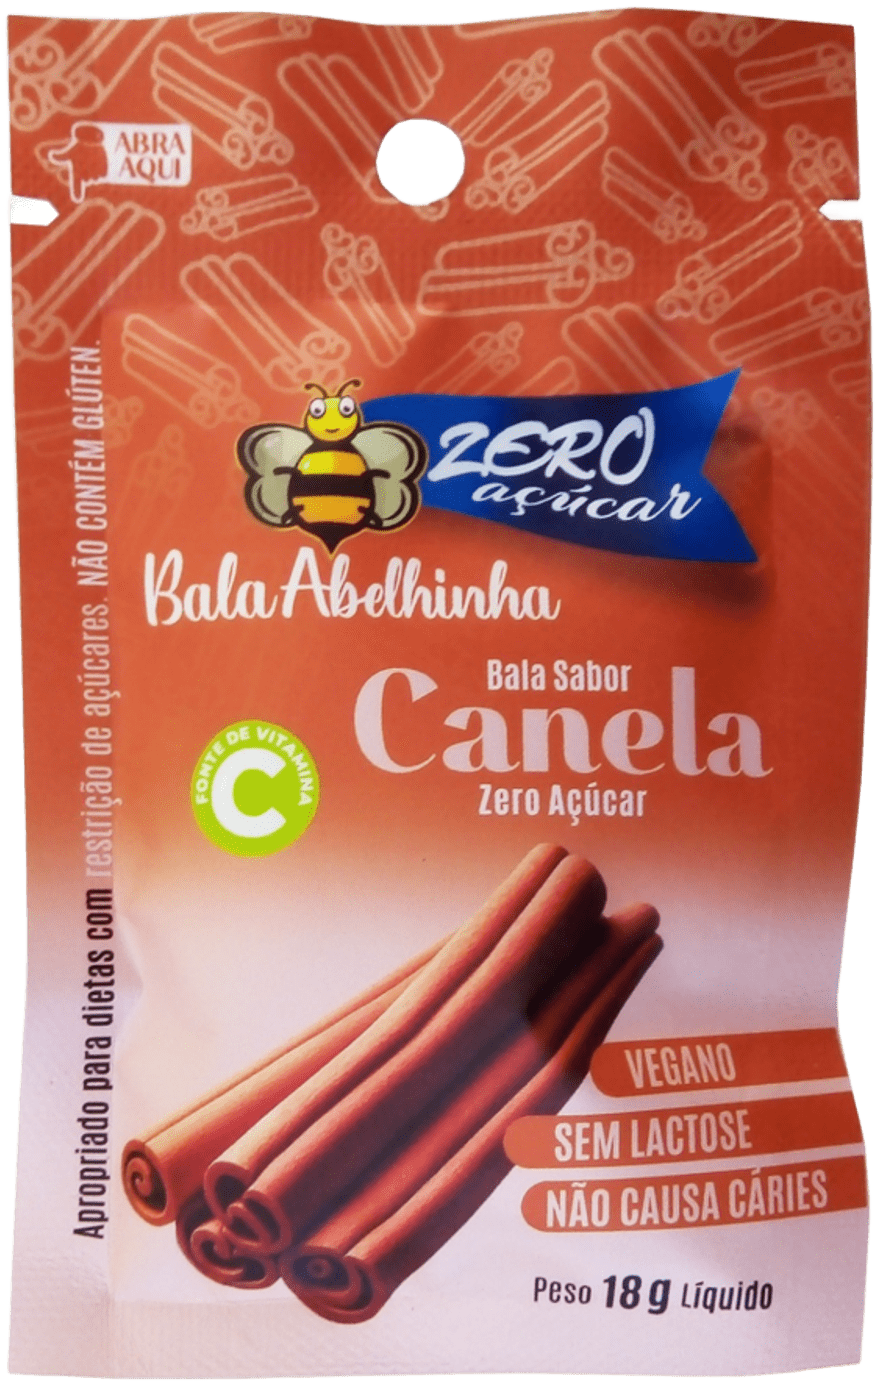 ABRA
AQUI
ZERO
açúcar
Bala Abelhinha
Bala Sabor
Canela
Zero Açúcar
FONTE DE VITAMINA
C
Apropriado para dietas com restrição de açúcares. NÃO CONTÉM GLÚTEN.
VEGANO
SEM LACTOSE
NÃO CAUSA CÁRIES
Peso 18 g Líquido